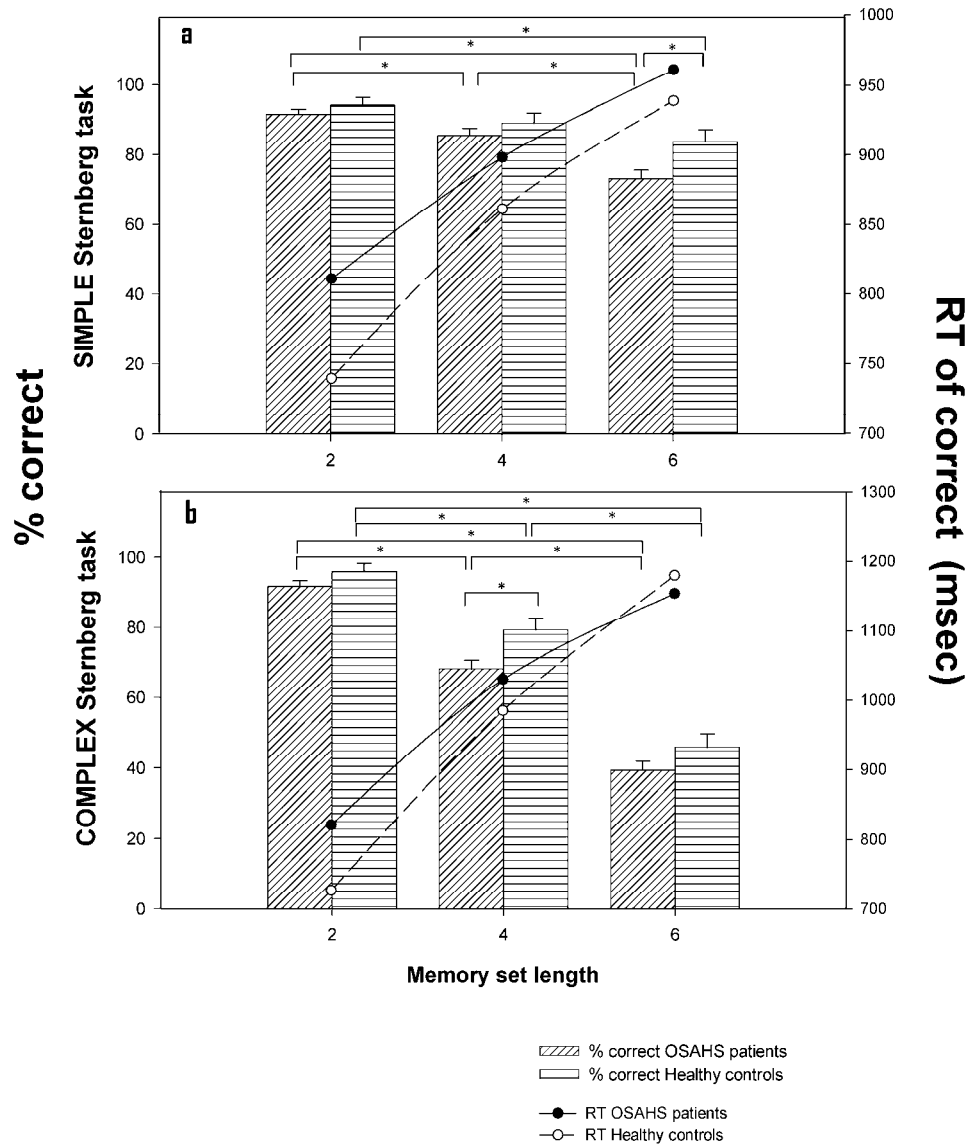 a
* * * * *
SIMPLE Sternberg task
100
80
60
40
20
0
1000
950
900
850
800
750
700
2 4 6
% correct
RT of correct (msec)
b
* * * * * * *
COMPLEX Sternberg task
100
80
60
40
20
0
1300
1200
1100
1000
900
800
700
2 4 6
Memory set length
% correct OSAHS patients
% correct Healthy controls
RT OSAHS patients
RT Healthy controls